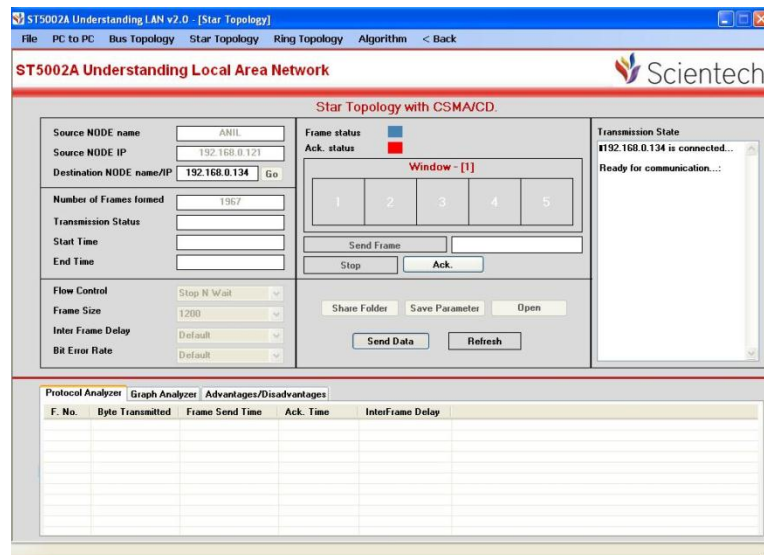 ST5002A Understanding LAN v2.0 - [Star Topology]
File PC to PC Bus Topology Star Topology Ring Topology Algorithm < Back
ST5002A Understanding Local Area Network
Scientech
Star Topology with CSMA/CD.
Source NODE name ANIL
Source NODE IP 192.168.0.121
Destination NODE name/IP 192.168.0.134 Go
Number of Frames formed 1967
Transmission Status
Start Time
End Time
Flow Control Stop N Wait
Frame Size 1200
Inter Frame Delay Default
Bit Error Rate Default
Frame status
Ack. status
Window - [1]
1 2 3 4 5
Send Frame
Stop Ack.
Share Folder Save Parameter Open
Send Data Refresh
Transmission State
192.168.0.134 is connected...
Ready for communication...:
Protocol Analyzer Graph Analyzer Advantages/Disadvantages
F. No. Byte Transmitted Frame Send Time Ack. Time InterFrame Delay